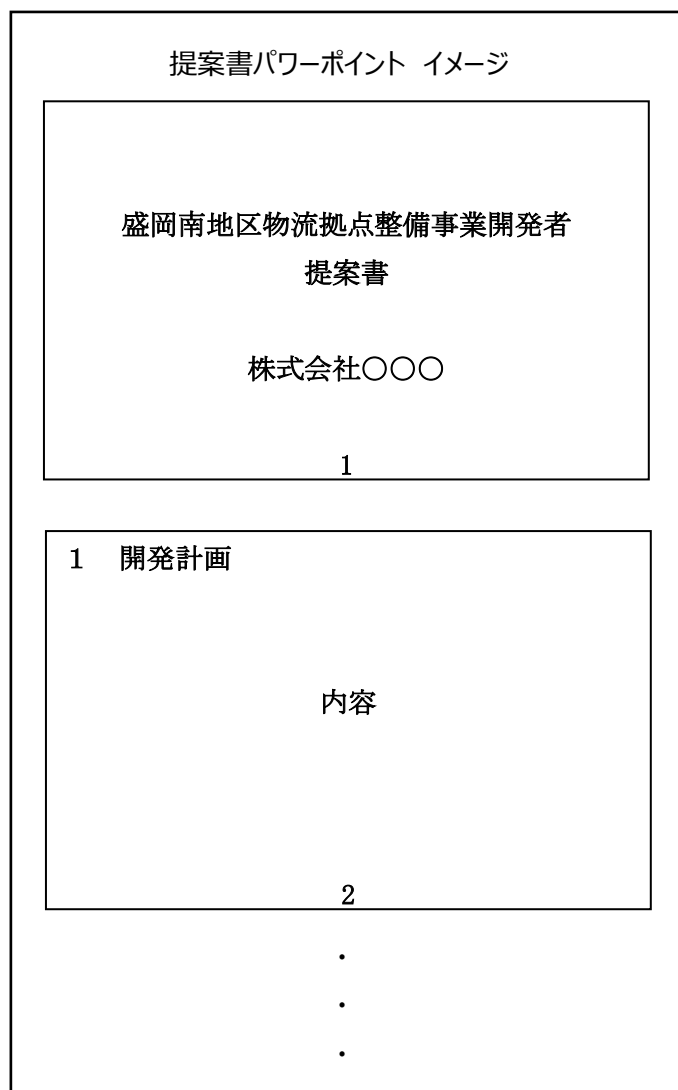 提案書パワーポイント イメージ
盛岡南地区物流拠点整備事業開発者
提案書
株式会社○○○
1
1 開発計画
内容
2
・
・
・